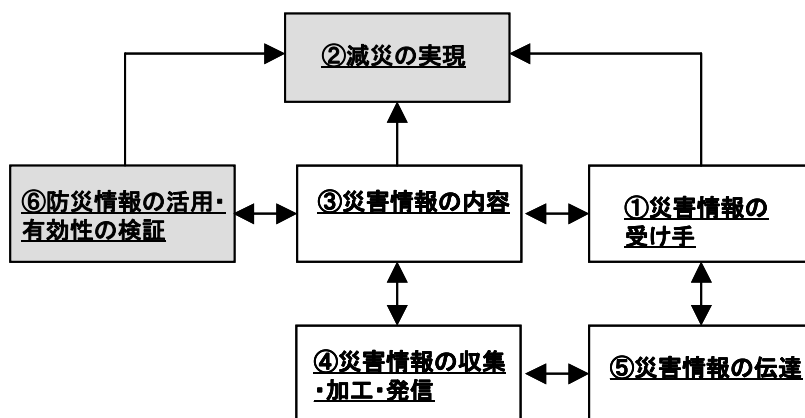 ②減災の実現
⑥防災情報の活用・
有効性の検証
③災害情報の内容
①災害情報の
受け手
④災害情報の収集
・加工・発信
⑤災害情報の伝達